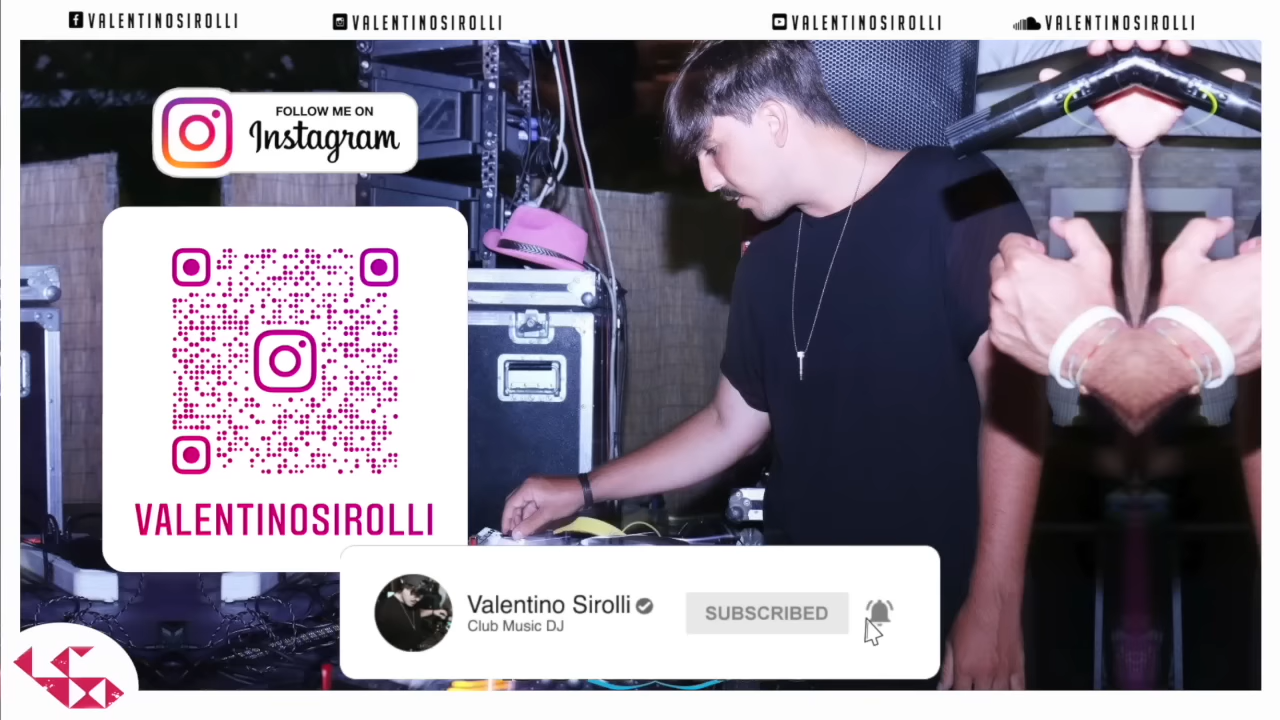 VALENTINOSIROLLI
VALENTINOSIROLLI
VALENTINOSIROLLI
VALENTINOSIROLLI
FOLLOW ME ON
Instagram
VALENTINOSIROLLI
Valentino Sirolli
Club Music DJ
SUBSCRIBED